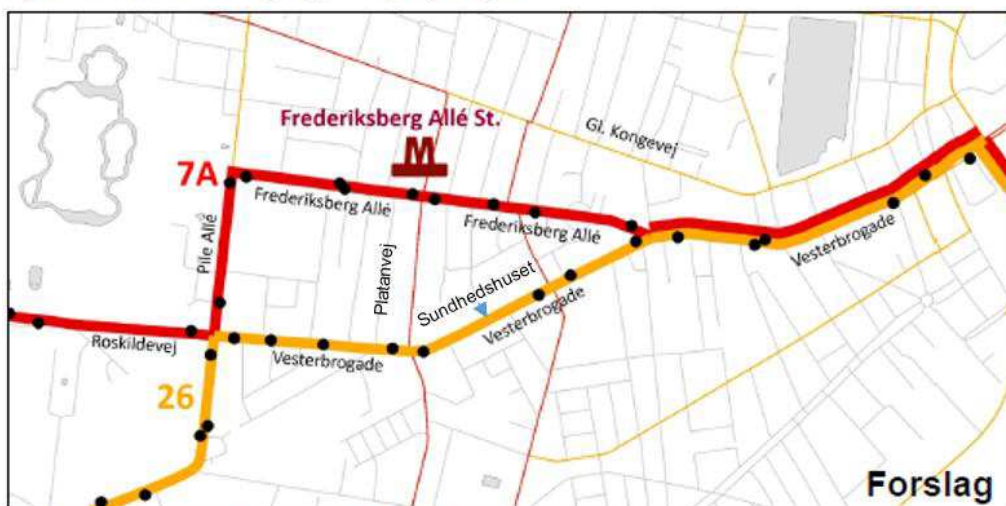 Frederiksberg Allé St.
M
Gl. Kongevej
7A
Frederiksberg Allé
Frederiksberg Allé
Pile Allé
Platanvej
Sundhedshuset
Vesterbrogade
Roskildevej
Vesterbrogade
Vesterbrogade
26
Forslag